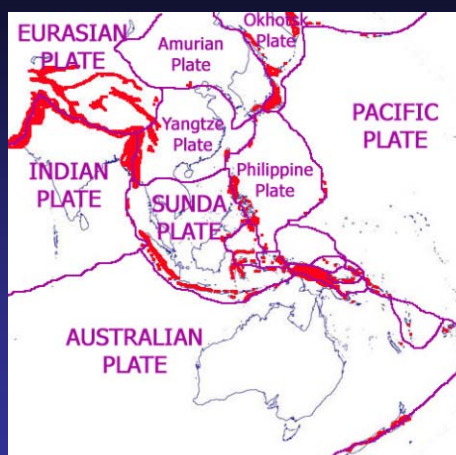 EURASIAN
PLATE
Amurian
Plate
Okhotsk
Plate
PACIFIC
PLATE
Yangtze
Plate
INDIAN
PLATE
Philippine
Plate
SUNDA
PLATE
AUSTRALIAN
PLATE